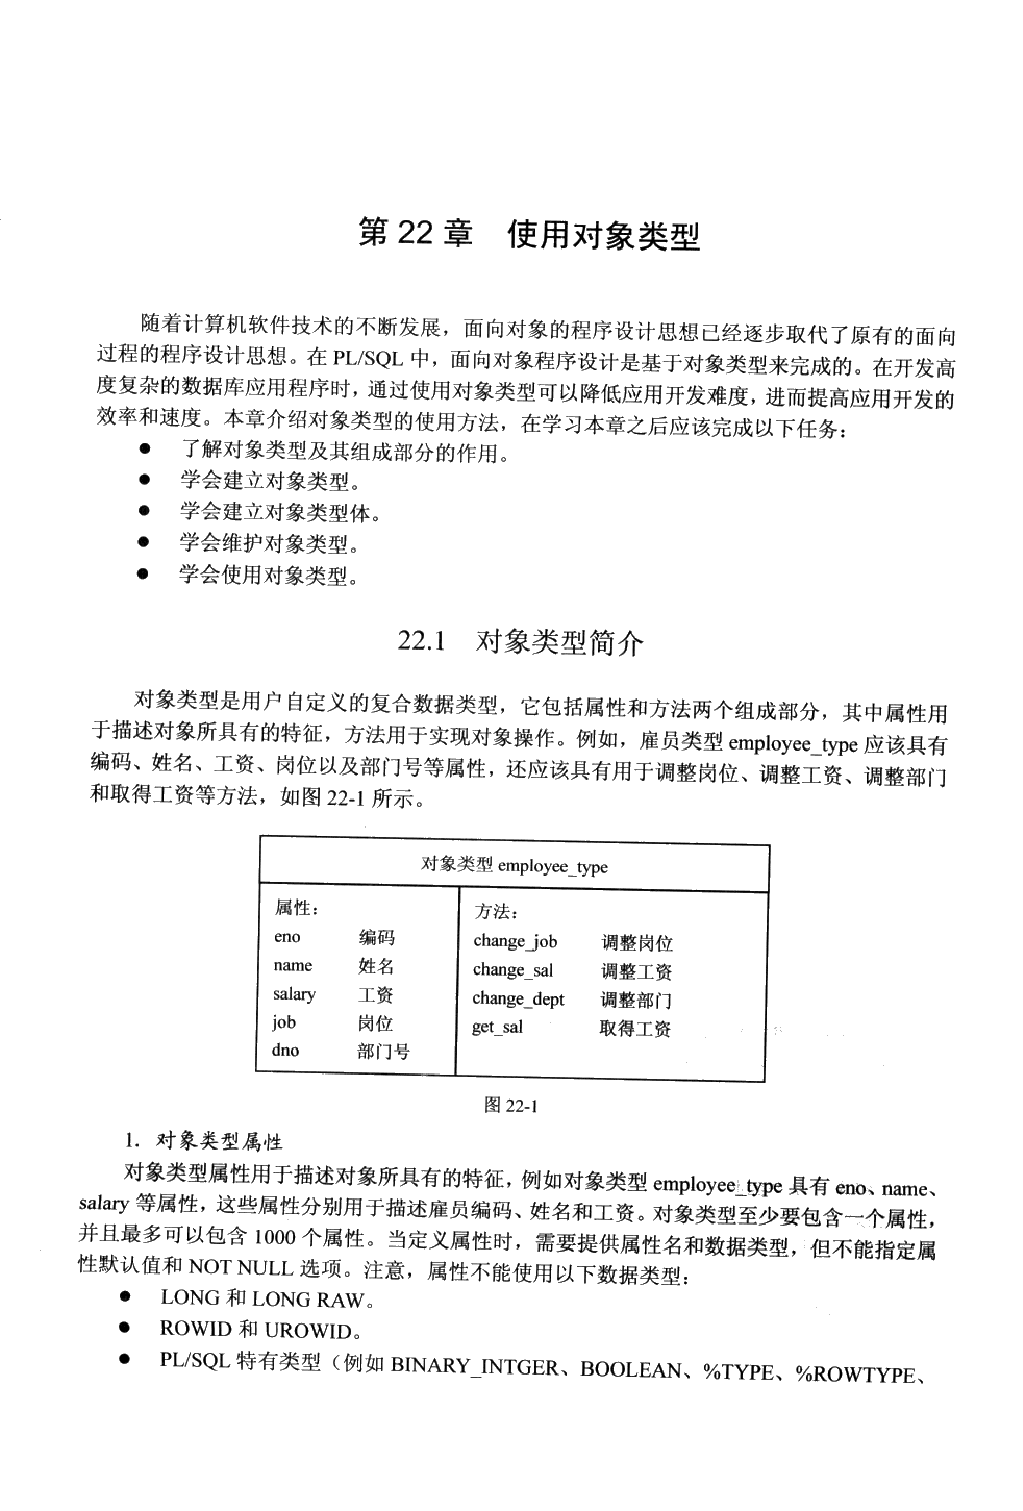 第 22 章 使用对象类型
随着计算机软件技术的不断发展，面向对象的程序设计思想已经逐步取代了原有的面向
过程的程序设计思想。在 PL/SQL 中，面向对象程序设计是基于对象类型来完成的。在开发高
度复杂的数据库应用程序时，通过使用对象类型可以降低应用开发难度，进而提高应用开发的
效率和速度。本章介绍对象类型的使用方法，在学习本章之后应该完成以下任务：
● 了解对象类型及其组成部分的作用。
● 学会建立对象类型。
● 学会建立对象类型体。
● 学会维护对象类型。
● 学会使用对象类型。
22.1 对象类型简介
对象类型是用户自定义的复合数据类型，它包括属性和方法两个组成部分，其中属性用
于描述对象所具有的特征，方法用于实现对象操作。例如，雇员类型 employee_type 应该具有
编码、姓名、工资、岗位以及部门号等属性，还应该具有用于调整岗位、调整工资、调整部门
和取得工资等方法，如图 22-1 所示。
对象类型 employee_type
属性：
eno 编码
name 姓名
salary 工资
job 岗位
dno 部门号
方法：
change_job 调整岗位
change_sal 调整工资
change_dept 调整部门
get_sal 取得工资
图 22-1
1．对象类型属性
对象类型属性用于描述对象所具有的特征，例如对象类型 employee_type 具有 eno、name、
salary 等属性，这些属性分别用于描述雇员编码、姓名和工资。对象类型至少要包含一个属性，
并且最多可以包含 1000 个属性。当定义属性时，需要提供属性名和数据类型，但不能指定属
性默认值和 NOT NULL 选项。注意，属性不能使用以下数据类型：
● LONG 和 LONG RAW。
● ROWID 和 UROWID。
● PL/SQL 特有类型（例如 BINARY_INTGER、BOOLEAN、%TYPE、%ROWTYPE、